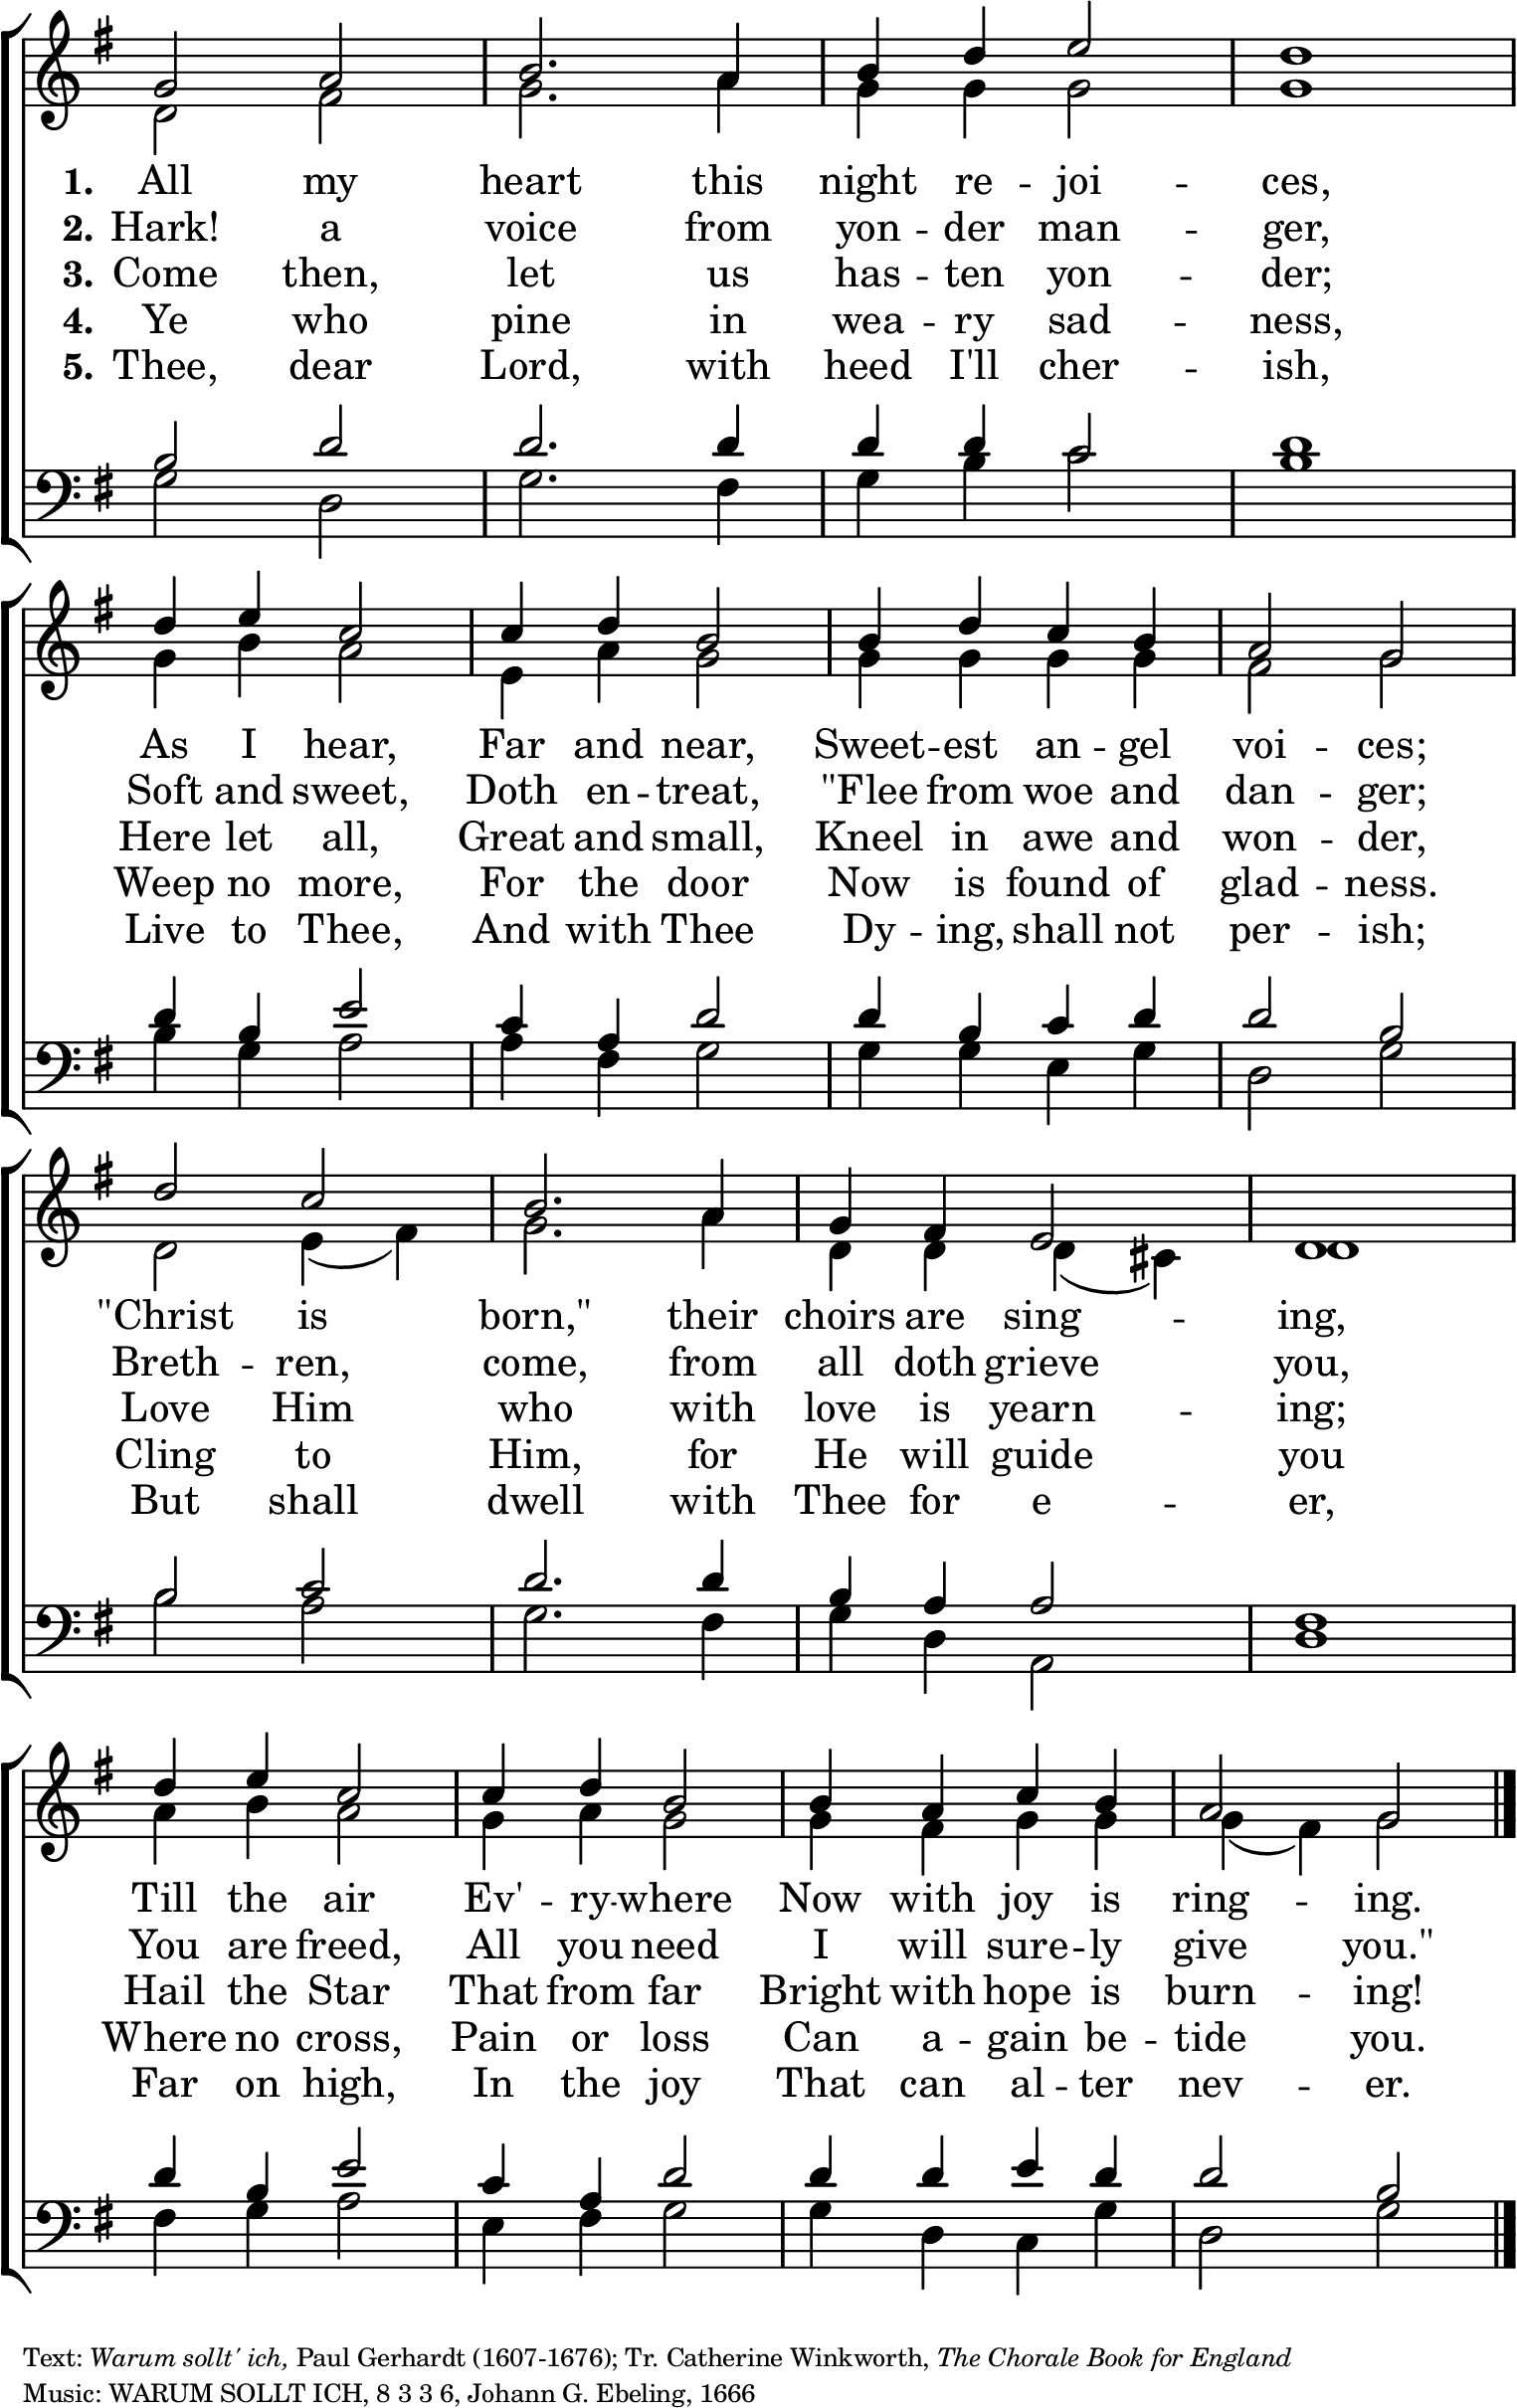 1. All my heart this night re -- joi -- ces,
2. Hark! a voice from yon -- der man -- ger,
3. Come then, let us has -- ten yon -- der;
4. Ye who pine in wea -- ry sad -- ness,
5. Thee, dear Lord, with heed I'll cher -- ish,
As I hear, Far and near, Sweet -- est an -- gel voi -- ces;
Soft and sweet, Doth en -- treat, "Flee from woe and dan -- ger;
Here let all, Great and small, Kneel in awe and won -- der,
Weep no more, For the door Now is found of glad -- ness.
Live to Thee, And with Thee Dy -- ing, shall not per -- ish;
"Christ is born," their choirs are sing -- ing,
Breth -- ren, come, from all doth grieve you,
Love Him who with love is yearn -- ing;
Cling to Him, for He will guide you
But shall dwell with Thee for e -- er,
Till the air Ev' -- ry -- where Now with joy is ring -- ing.
You are freed, All you need I will sure -- ly give you."
Hail the Star That from far Bright with hope is burn -- ing!
Where no cross, Pain or loss Can a -- gain be -- tide you.
Far on high, In the joy That can al -- ter nev -- er.
Text: Warum sollt' ich, Paul Gerhardt (1607-1676); Tr. Catherine Winkworth, The Chorale Book for England
Music: WARUM SOLLT ICH, 8 3 3 6, Johann G. Ebeling, 1666